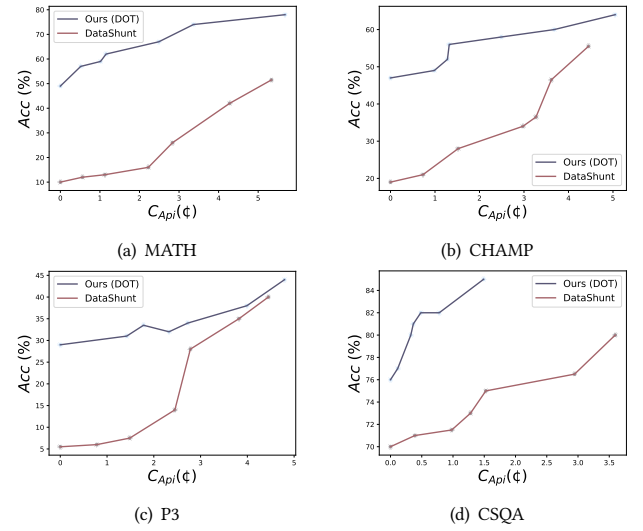 80
70
60
50
40
30
20
10
Acc (%)
Ours (DOT)
DataShunt
0 1 2 3 4 5
C_Api(¢)
(a) MATH
60
50
40
30
20
Acc (%)
Ours (DOT)
DataShunt
0 1 2 3 4 5
C_Api(¢)
(b) CHAMP
45
40
35
30
25
20
15
10
5
Acc (%)
Ours (DOT)
DataShunt
0 1 2 3 4 5
C_Api(¢)
(c) P3
84
82
80
78
76
74
72
70
Acc (%)
Ours (DOT)
DataShunt
0.0 0.5 1.0 1.5 2.0 2.5 3.0 3.5
C_Api(¢)
(d) CSQA